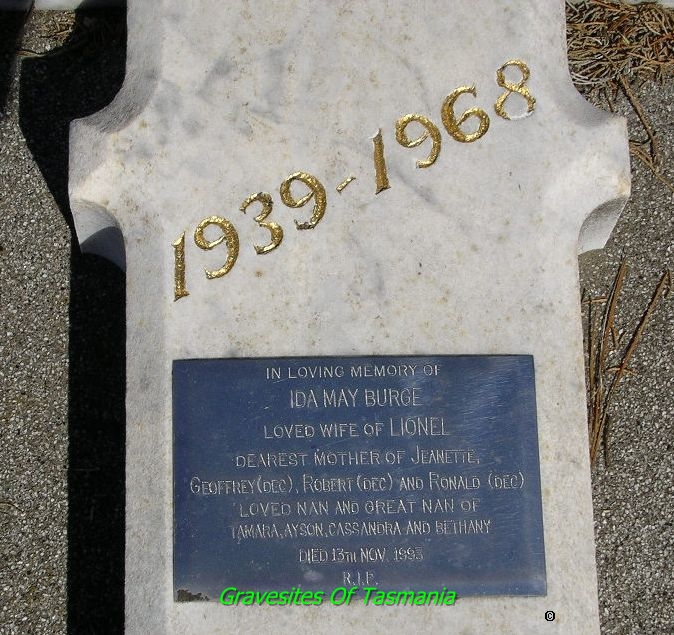 1939-1968
IN LOVING MEMORY OF
IDA MAY BURGE
LOVED WIFE OF LIONEL
DEAREST MOTHER OF JEANETTE,
GEOFFREY (DEC), ROBERT (DEC) AND RONALD (DEC)
LOVED NAN AND GREAT NAN OF
TAMARA, AYSON, CASSANDRA AND BETHANY
DIED 13TH NOV. 1993
R.I.P.
Gravesites Of Tasmania
©